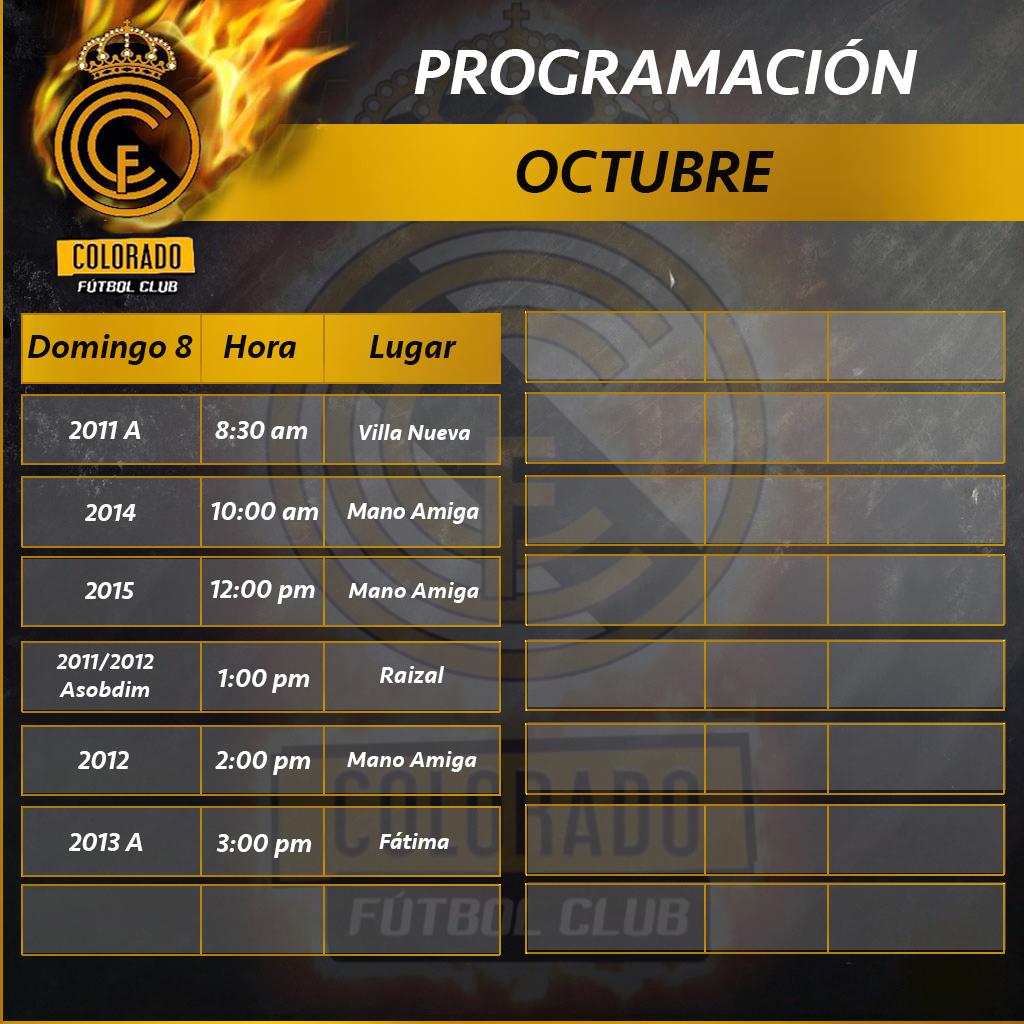 PROGRAMACIÓN
OCTUBRE
COLORADO
FÚTBOL CLUB
Domingo 8 Hora Lugar
2011 A 8:30 am Villa Nueva
2014 10:00 am Mano Amiga
2015 12:00 pm Mano Amiga
2011/2012
Asobdim 1:00 pm Raizal
2012 2:00 pm Mano Amiga
2013 A 3:00 pm Fátima
COLORADO
FÚTBOL CLUB